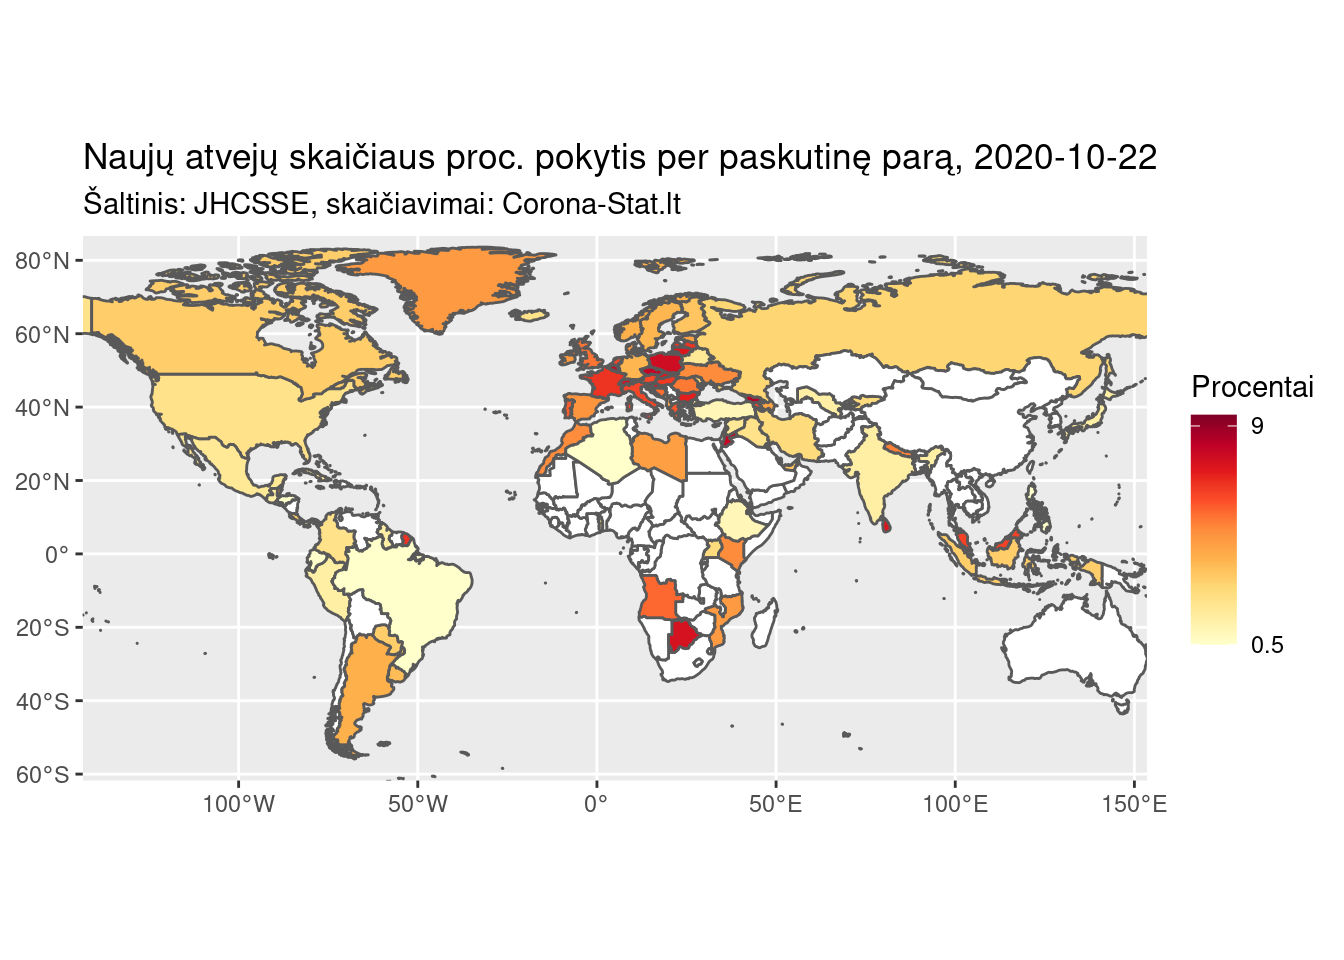 Naujų atvejų skaičiaus proc. pokytis per paskutinę parą, 2020-10-22
Šaltinis: JHCSSE, skaičiavimai: Corona-Stat.lt
80°N
60°N
40°N
20°N
0°
20°S
40°S
60°S
100°W
50°W
0°
50°E
100°E
150°E
Procentai
9
0.5